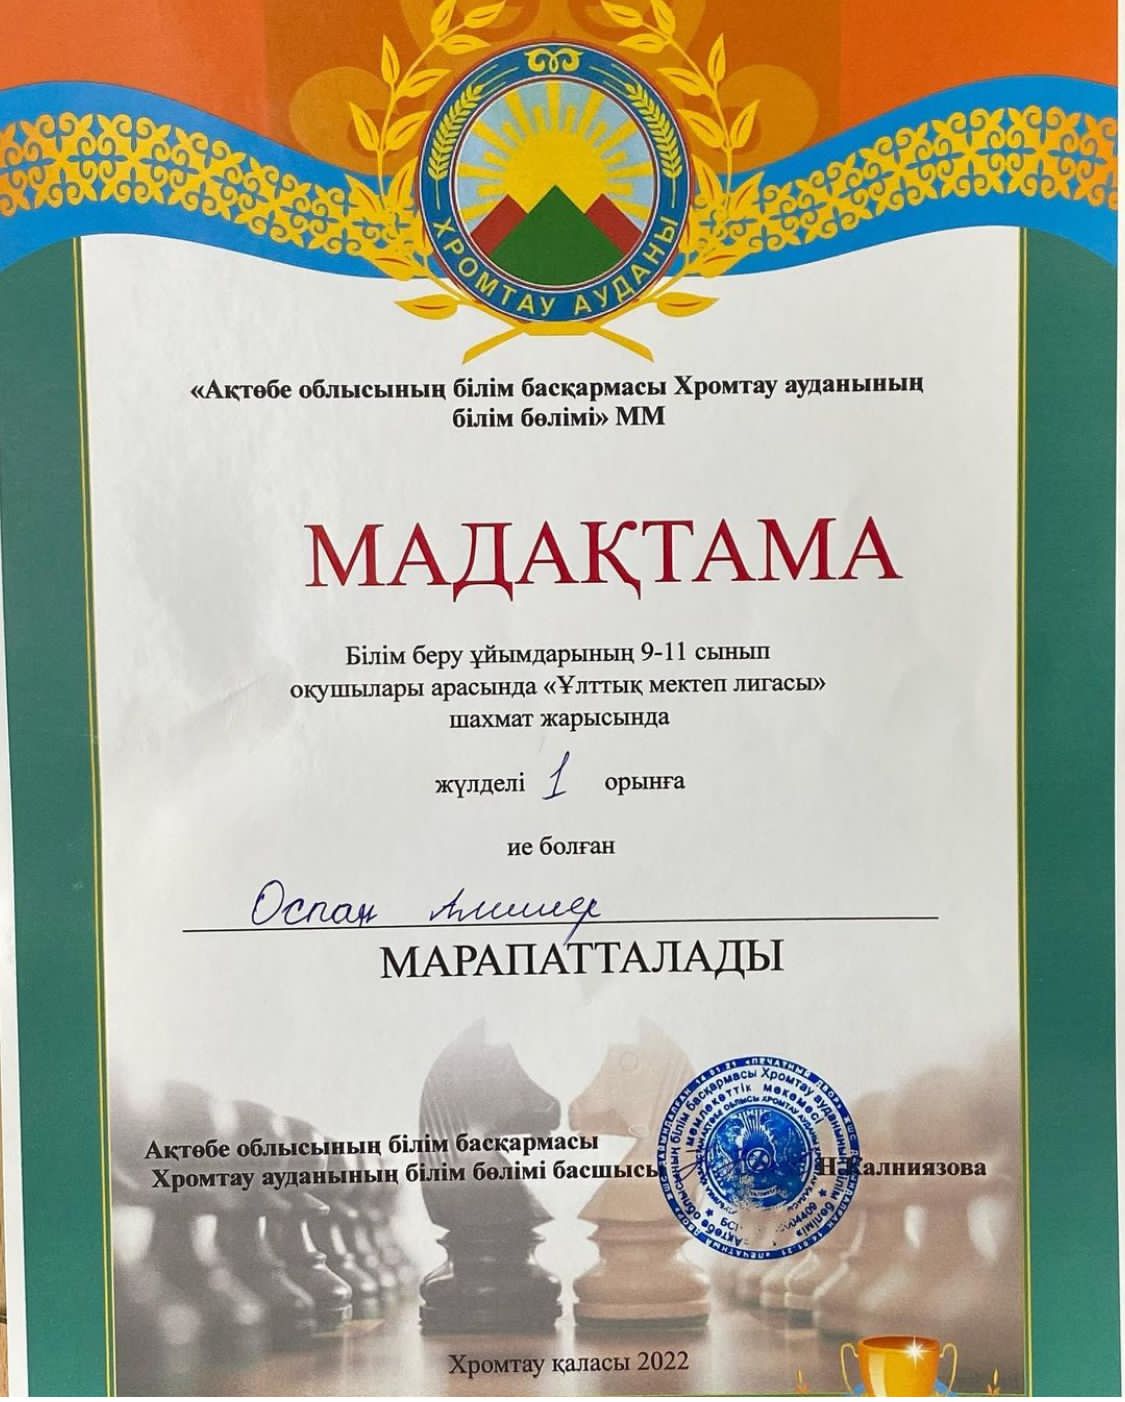 ХРОМТАУ АУДАНЫ
«Ақтөбе облысының білім басқармасы Хромтау ауданының
білім бөлімі» ММ
МАДАҚТАМА
Білім беру ұйымдарының 9-11 сынып
оқушылары арасында «Ұлттық мектеп лигасы»
шахмат жарысында
жүлделі 1 орынға
ие болған
Оспан
МАРАПАТТАЛАДЫ
Ақтөбе облысының білім басқармасы
Хромтау ауданының білім бөлімі басшысы Н.Калниязова
Хромтау қаласы 2022